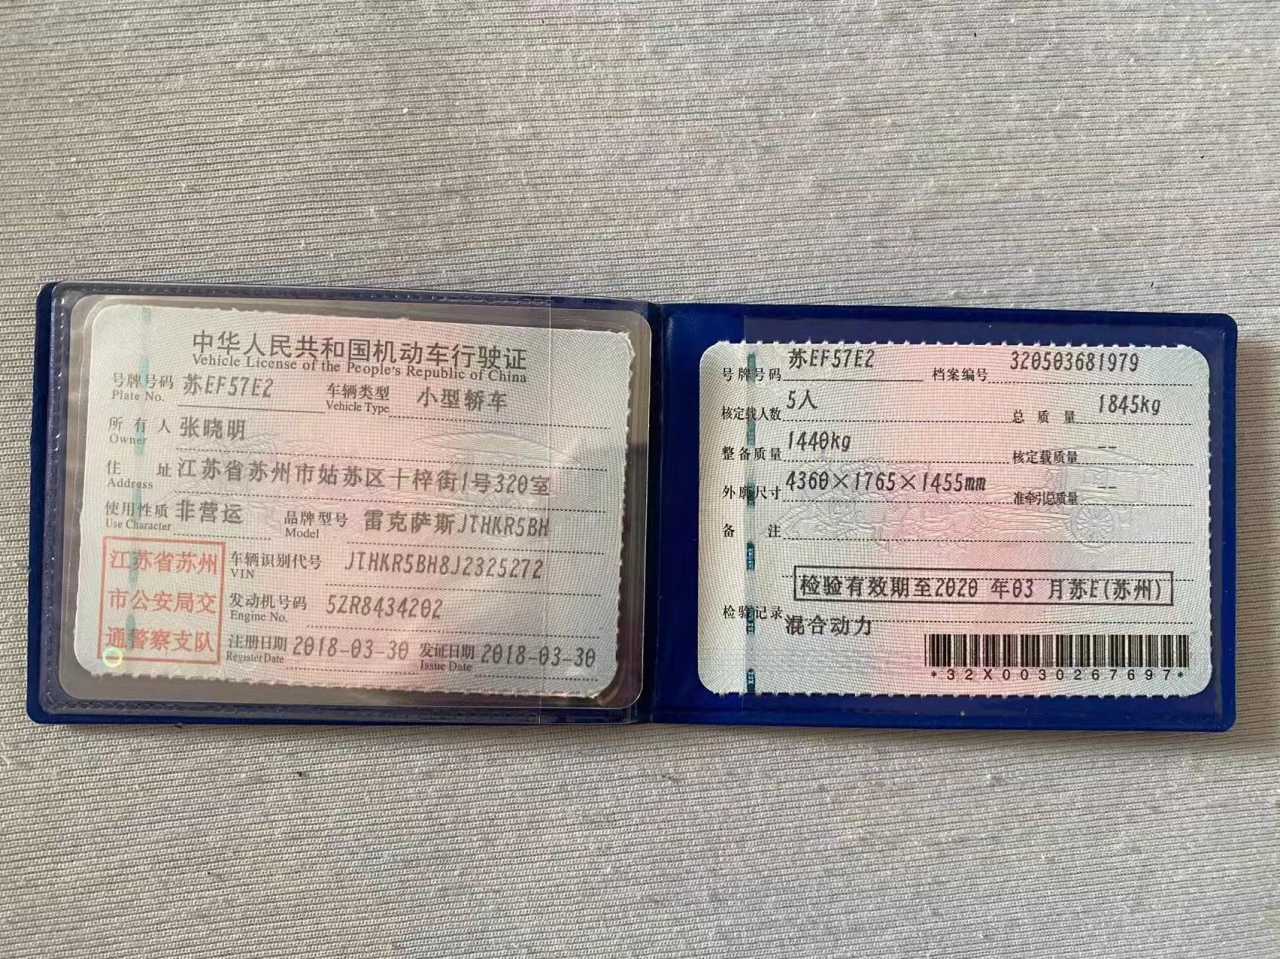 中华人民共和国机动车行驶证
Vehicle License of the People's Republic of China
号牌号码 苏EF57E2 车辆类型 小型轿车
Plate No. Vehicle Type
所有人 张晓明
Owner
住址 江苏省苏州市姑苏区十梓街1号320室
Address
使用性质 非营运 品牌型号 雷克萨斯JTHKR5BH
Use Character Model
江苏省苏州
市公安局交
通警察支队
车辆识别代号 JTHKR5BH8J2325272
VIN
发动机号码 5ZR8434202
Engine No.
注册日期 2018-03-30 发证日期 2018-03-30
Register Date Issue Date
号牌号码 苏EF57E2 档案编号 320503681979
核定载人数 5人 总质量 1845kg
整备质量 1440kg 核定载质量 --
外廓尺寸 4360×1765×1455mm 准牵引总质量 --
备注
检验有效期至2020 年03 月苏E(苏州)
检验记录
混合动力
*32X0030267697*